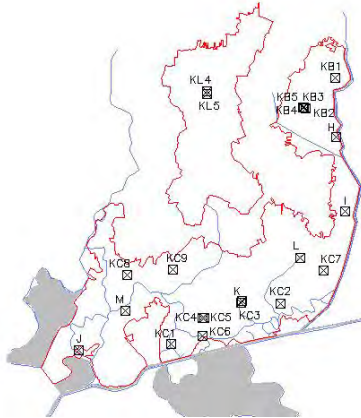 KB1
KL4
KL5
KB5 KB3
KB4 KB2
H
I
L
KC9
KC8
KC7
K
KC3
KC2
M
KC4 KC5
KC1
KC6
J